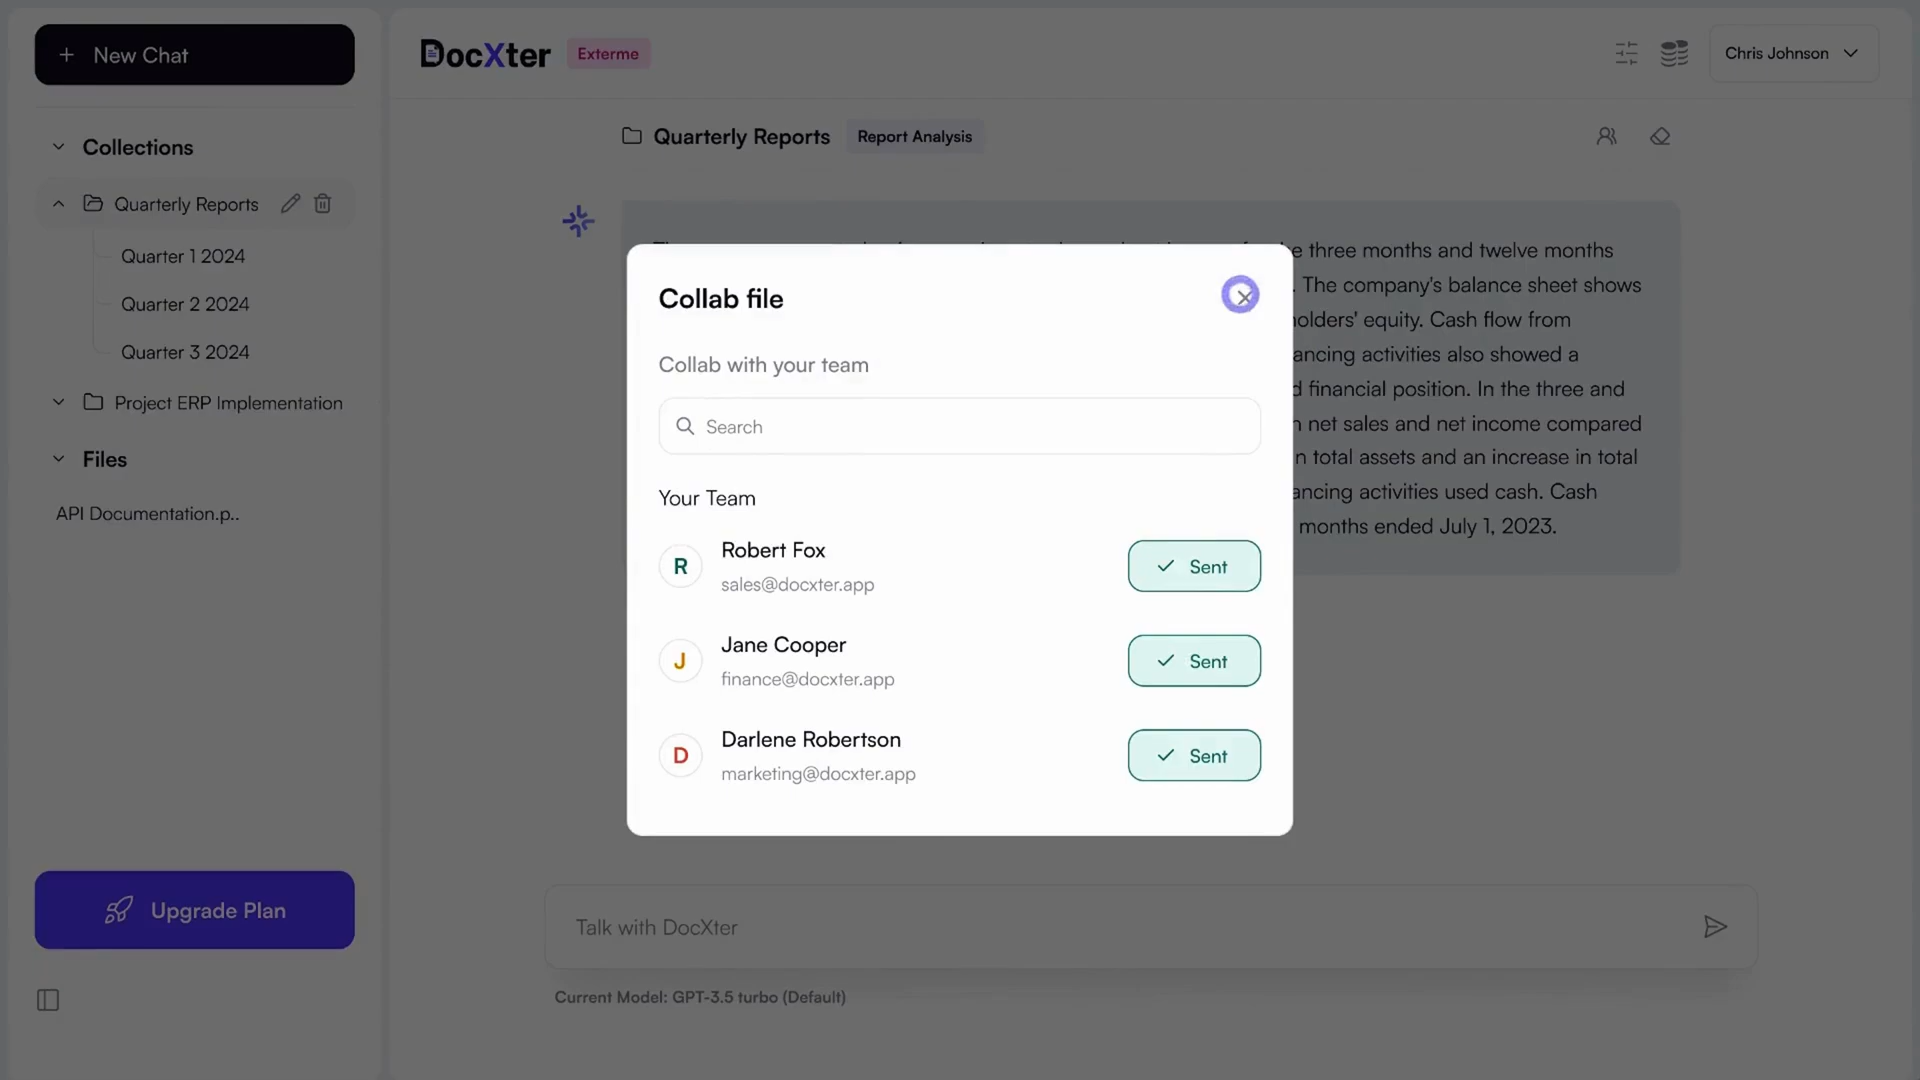 New Chat
Collections
Quarterly Reports
Quarter 1 2024
Quarter 2 2024
Quarter 3 2024
Project ERP Implementation
Files
API Documentation.p..
Upgrade Plan
DocXter
Exterme
Chris Johnson
Quarterly Reports
Report Analysis
e three months and twelve months
. The company's balance sheet shows
holders' equity. Cash flow from
ancing activities also showed a
d financial position. In the three and
n net sales and net income compared
n total assets and an increase in total
ancing activities used cash. Cash
months ended July 1, 2023.
Collab file
Collab with your team
Search
Your Team
R
Robert Fox
sales@docxter.app
Sent
J
Jane Cooper
finance@docxter.app
Sent
D
Darlene Robertson
marketing@docxter.app
Sent
Talk with DocXter
Current Model: GPT-3.5 turbo (Default)